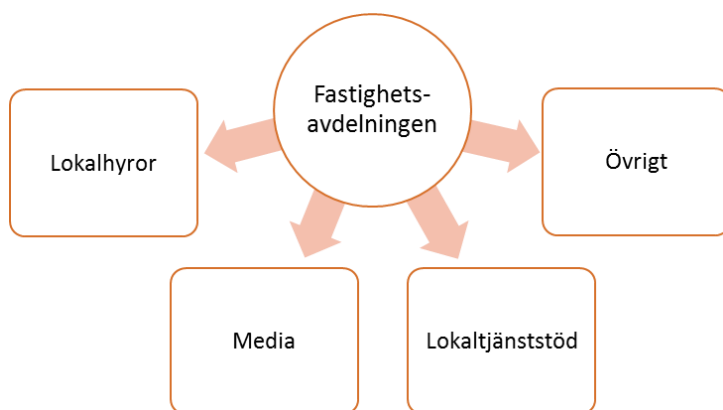 Fastighets-
avdelningen
Lokalhyror
Övrigt
Media
Lokaltjänststöd